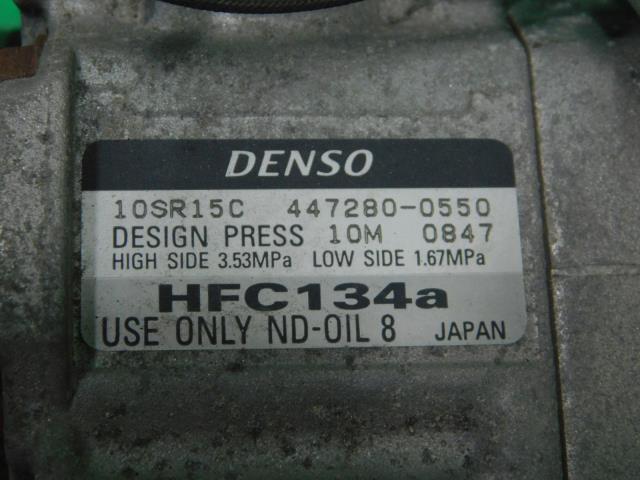 DENSO
10SR15C 447280-0550
DESIGN PRESS 10M 0847
HIGH SIDE 3.53MPa LOW SIDE 1.67MPa
HFC134a
USE ONLY ND-OIL 8 JAPAN